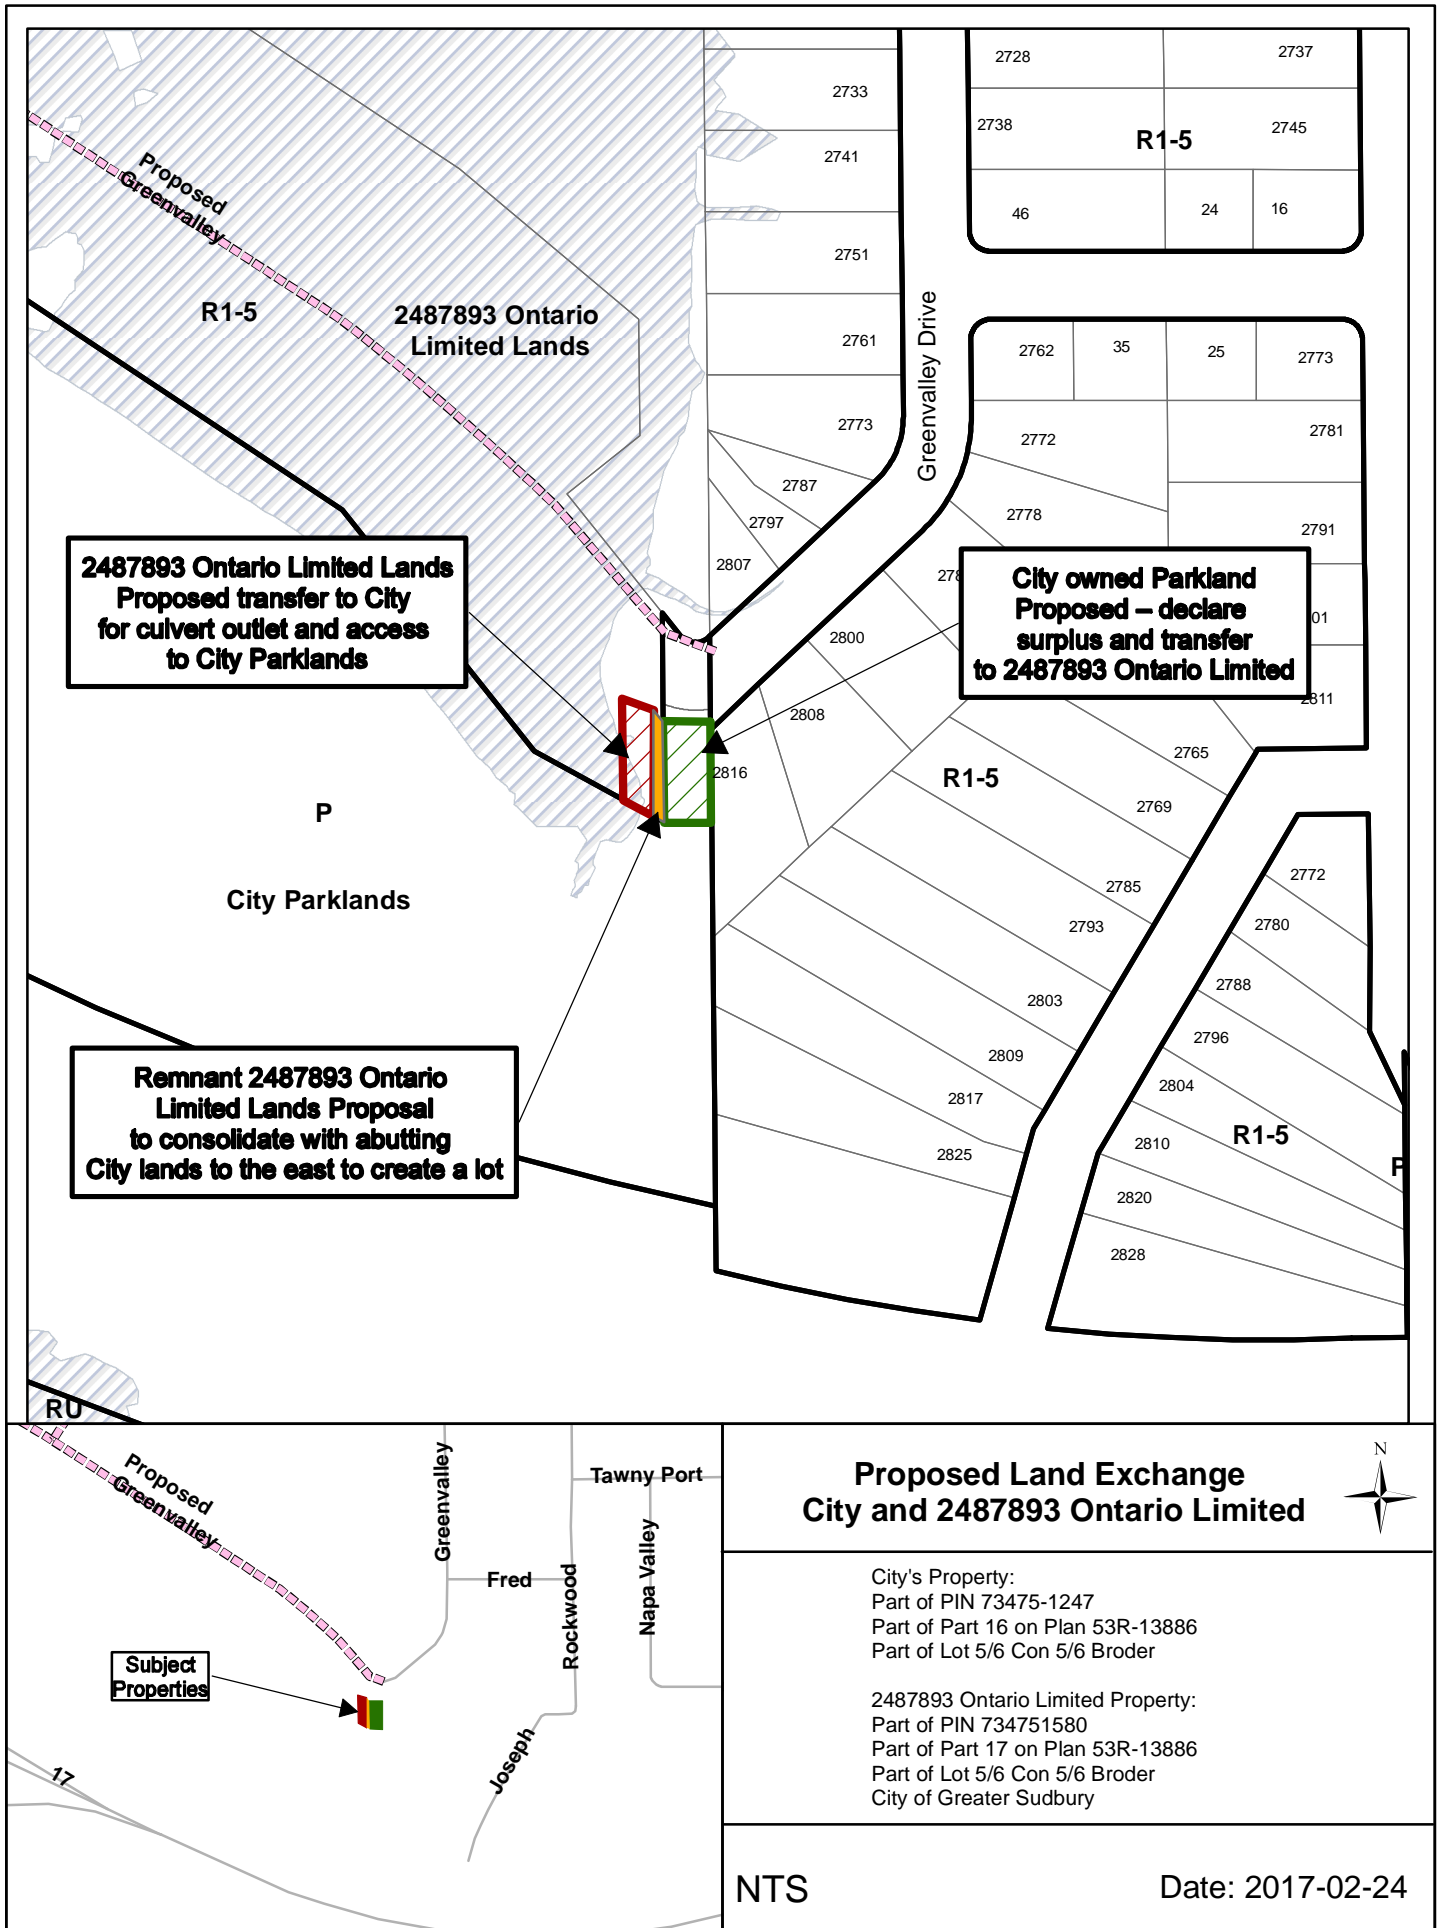 2728
2737
2733
2738
R1-5
2745
2741
Proposed
Greenvalley
46
24
16
2751
R1-5
2487893 Ontario
Limited Lands
Greenvalley Drive
2761
2762
35
25
2773
2773
2772
2781
2787
2797
2778
2791
2807
278
01
2800
2811
2808
2816
2487893 Ontario Limited Lands
Proposed transfer to City
for culvert outlet and access
to City Parklands
City owned Parkland
Proposed – declare
surplus and transfer
to 2487893 Ontario Limited
2765
R1-5
2769
P
City Parklands
2785
2772
2793
2780
2788
2803
2796
2809
2804
2817
2810
R1-5
2825
P
2820
2828
Remnant 2487893 Ontario
Limited Lands Proposal
to consolidate with abutting
City lands to the east to create a lot
RU
Proposed
Greenvalley
Greenvalley
Tawny Port
Fred
Rockwood
Napa Valley
Subject
Properties
Joseph
17
Proposed Land Exchange
City and 2487893 Ontario Limited
N
City's Property:
Part of PIN 73475-1247
Part of Part 16 on Plan 53R-13886
Part of Lot 5/6 Con 5/6 Broder
2487893 Ontario Limited Property:
Part of PIN 734751580
Part of Part 17 on Plan 53R-13886
Part of Lot 5/6 Con 5/6 Broder
City of Greater Sudbury
NTS
Date: 2017-02-24